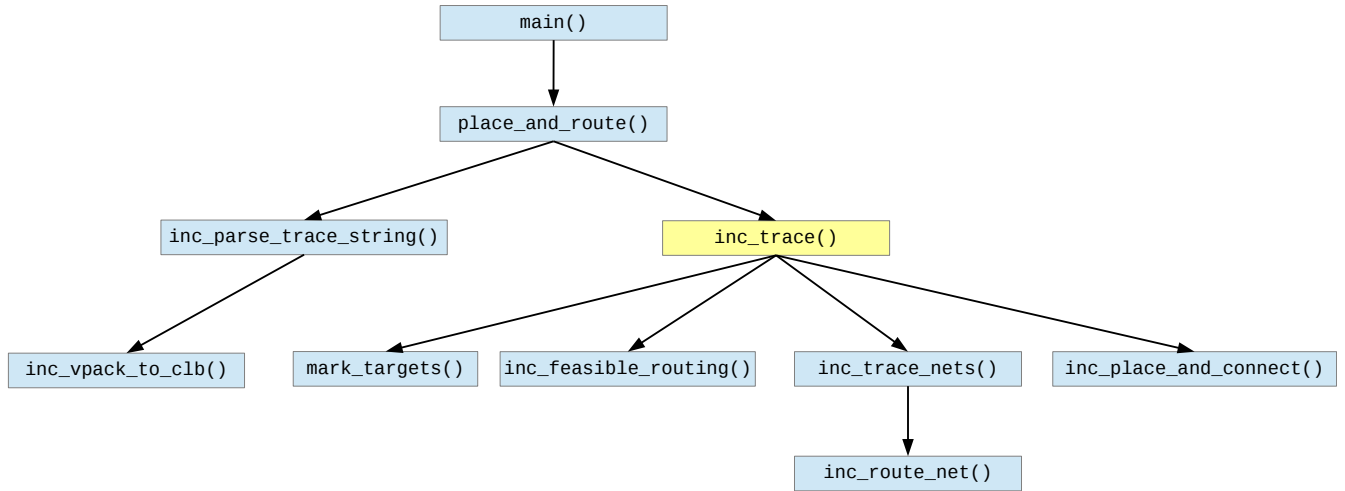 main()
place_and_route()
inc_parse_trace_string()
inc_trace()
inc_vpack_to_clb()
mark_targets()
inc_feasible_routing()
inc_trace_nets()
inc_place_and_connect()
inc_route_net()